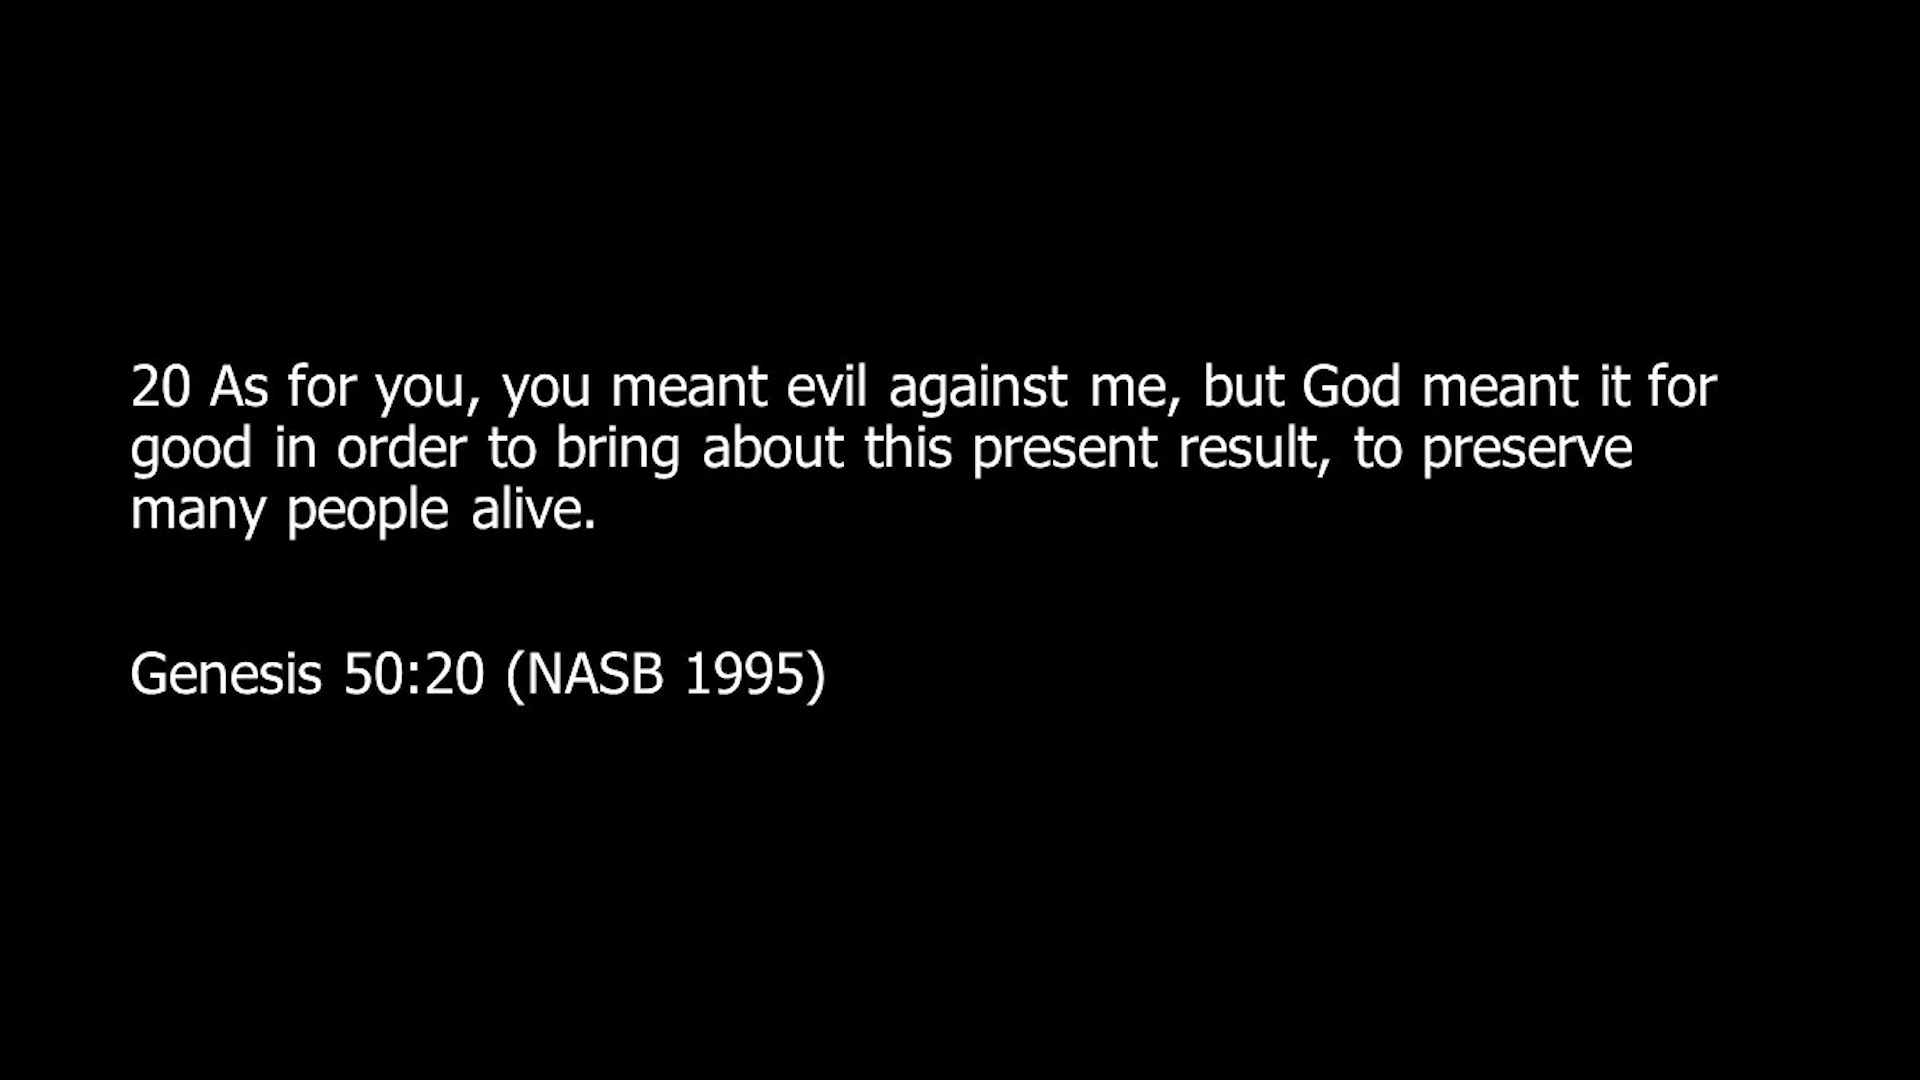 20 As for you, you meant evil against me, but God meant it for
good in order to bring about this present result, to preserve
many people alive.
Genesis 50:20 (NASB 1995)